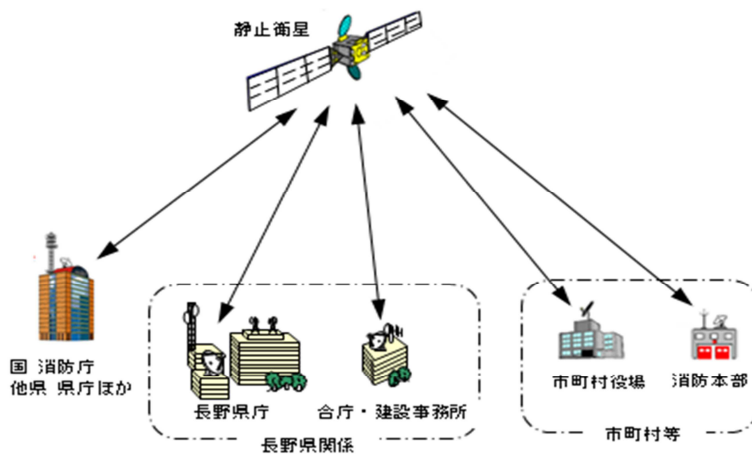 静止衛星
国 消防庁
他県 県庁ほか
長野県庁
合庁・建設事務所
長野県関係
市町村役場
消防本部
市町村等